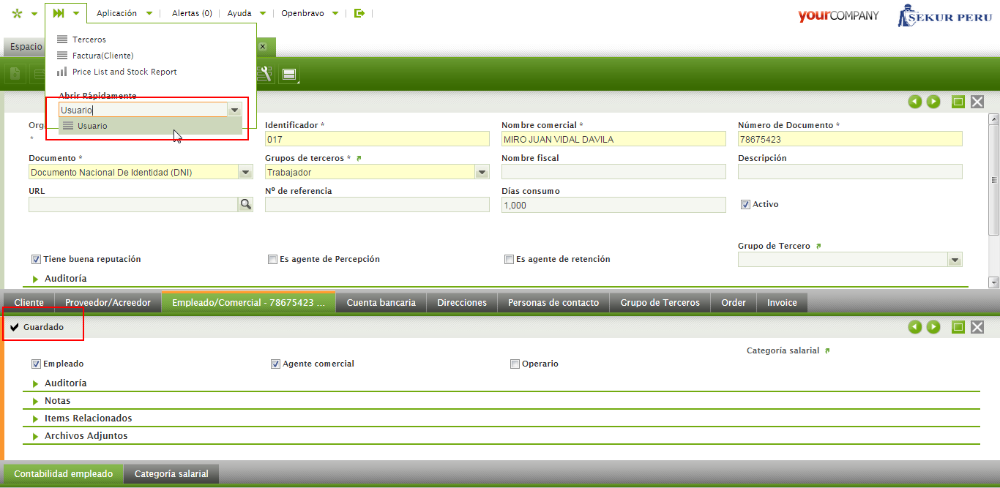 Aplicación
Alertas (0)
Ayuda
Openbravo
yourCOMPANY
SEKUR PERU
Espacio
Terceros
Factura(Cliente)
Price List and Stock Report
Abrir Rápidamente
Usuario
Usuario
Org
*
Identificador *
017
Nombre comercial *
MIRO JUAN VIDAL DAVILA
Número de Documento *
78675423
Documento *
Documento Nacional De Identidad (DNI)
Grupos de terceros *
Trabajador
Nombre fiscal
Descripción
URL
Nº de referencia
Días consumo
1,000
Activo
Tiene buena reputación
Es agente de Percepción
Es agente de retención
Grupo de Tercero
Auditoría
Cliente
Proveedor/Acreedor
Empleado/Comercial - 78675423 ...
Cuenta bancaria
Direcciones
Personas de contacto
Grupo de Terceros
Order
Invoice
Guardado
Empleado
Agente comercial
Operario
Categoría salarial
Auditoría
Notas
Items Relacionados
Archivos Adjuntos
Contabilidad empleado
Categoría salarial